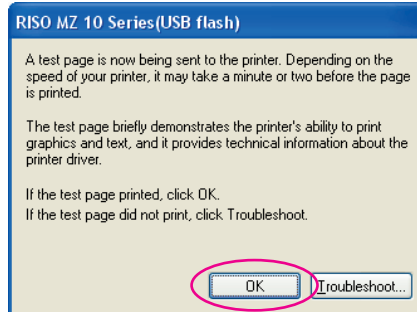 RISO MZ 10 Series(USB flash)
A test page is now being sent to the printer. Depending on the
speed of your printer, it may take a minute or two before the page
is printed.
The test page briefly demonstrates the printer's ability to print
graphics and text, and it provides technical information about the
printer driver.
If the test page printed, click OK.
If the test page did not print, click Troubleshoot.
OK
Troubleshoot...